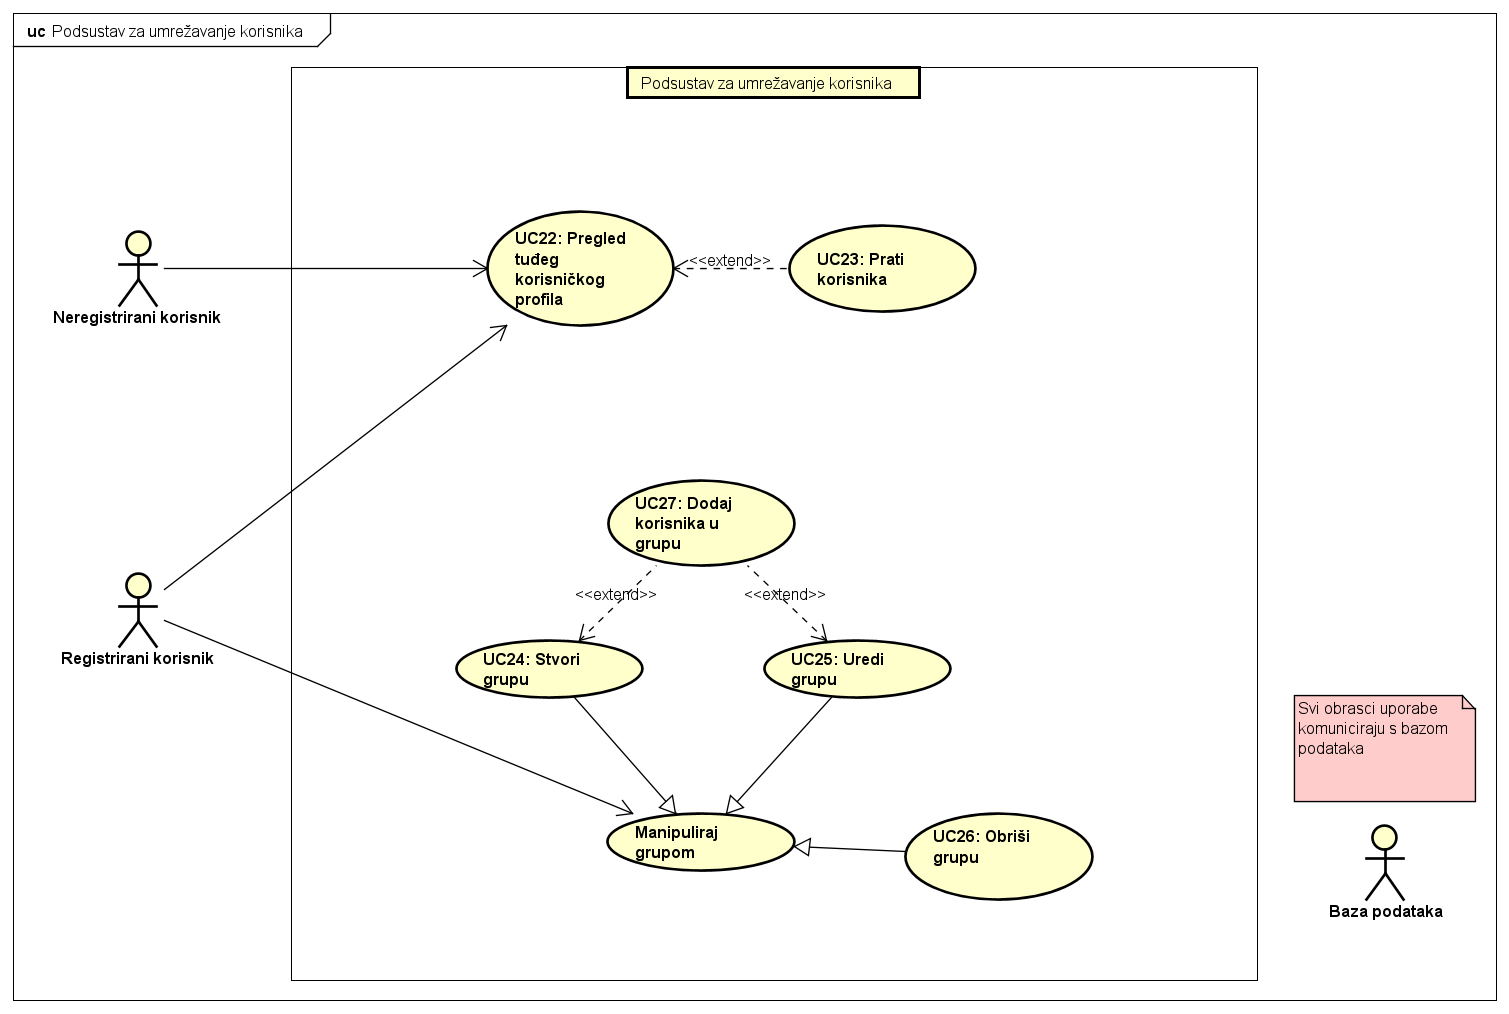 uc Podsustav za umrežavanje korisnika
Podsustav za umrežavanje korisnika
UC22: Pregled
tuđeg
korisničkog
profila
<<extend>>
UC23: Prati
korisnika
Neregistrirani korisnik
UC27: Dodaj
korisnika u
grupu
<<extend>>
<<extend>>
Registrirani korisnik
UC24: Stvori
grupu
UC25: Uredi
grupu
Svi obrasci uporabe
komuniciraju s bazom
podataka
Manipuliraj
grupom
UC26: Obriši
grupu
Baza podataka